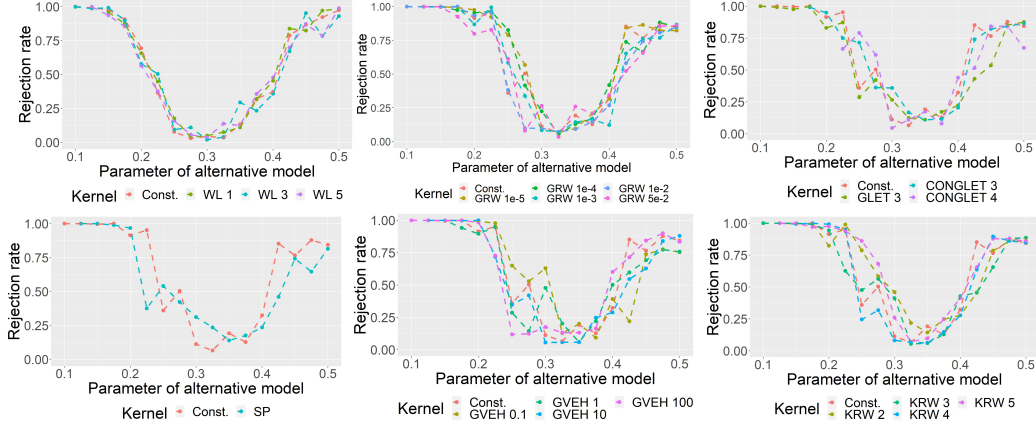 Rejection rate
1.00
0.75
0.50
0.25
0.00
0.1 0.2 0.3 0.4 0.5
Parameter of alternative model
Kernel Const. WL 1 WL 3 WL 5
Rejection rate
1.00
0.75
0.50
0.25
0.00
0.1 0.2 0.3 0.4 0.5
Parameter of alternative model
Kernel Const. GRW 1e-4 GRW 1e-2
GRW 1e-5 GRW 1e-3 GRW 5e-2
Rejection rate
1.00
0.75
0.50
0.25
0.00
0.1 0.2 0.3 0.4 0.5
Parameter of alternative model
Kernel Const. CONGLET 3
GLET 3 CONGLET 4
Rejection rate
1.00
0.75
0.50
0.25
0.00
0.1 0.2 0.3 0.4 0.5
Parameter of alternative model
Kernel Const. SP
Rejection rate
1.00
0.75
0.50
0.25
0.00
0.1 0.2 0.3 0.4 0.5
Parameter of alternative model
Kernel Const. GVEH 1 GVEH 100
GVEH 0.1 GVEH 10
Rejection rate
1.00
0.75
0.50
0.25
0.00
0.1 0.2 0.3 0.4 0.5
Parameter of alternative model
Kernel Const. KRW 3 KRW 5
KRW 2 KRW 4